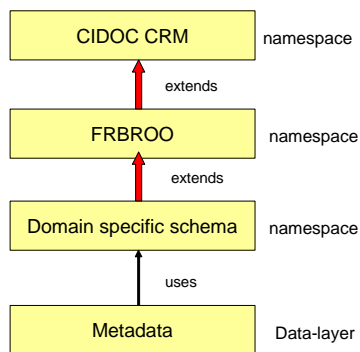 CIDOC CRM namespace
extends
FRBROO namespace
extends
Domain specific schema namespace
uses
Metadata Data-layer